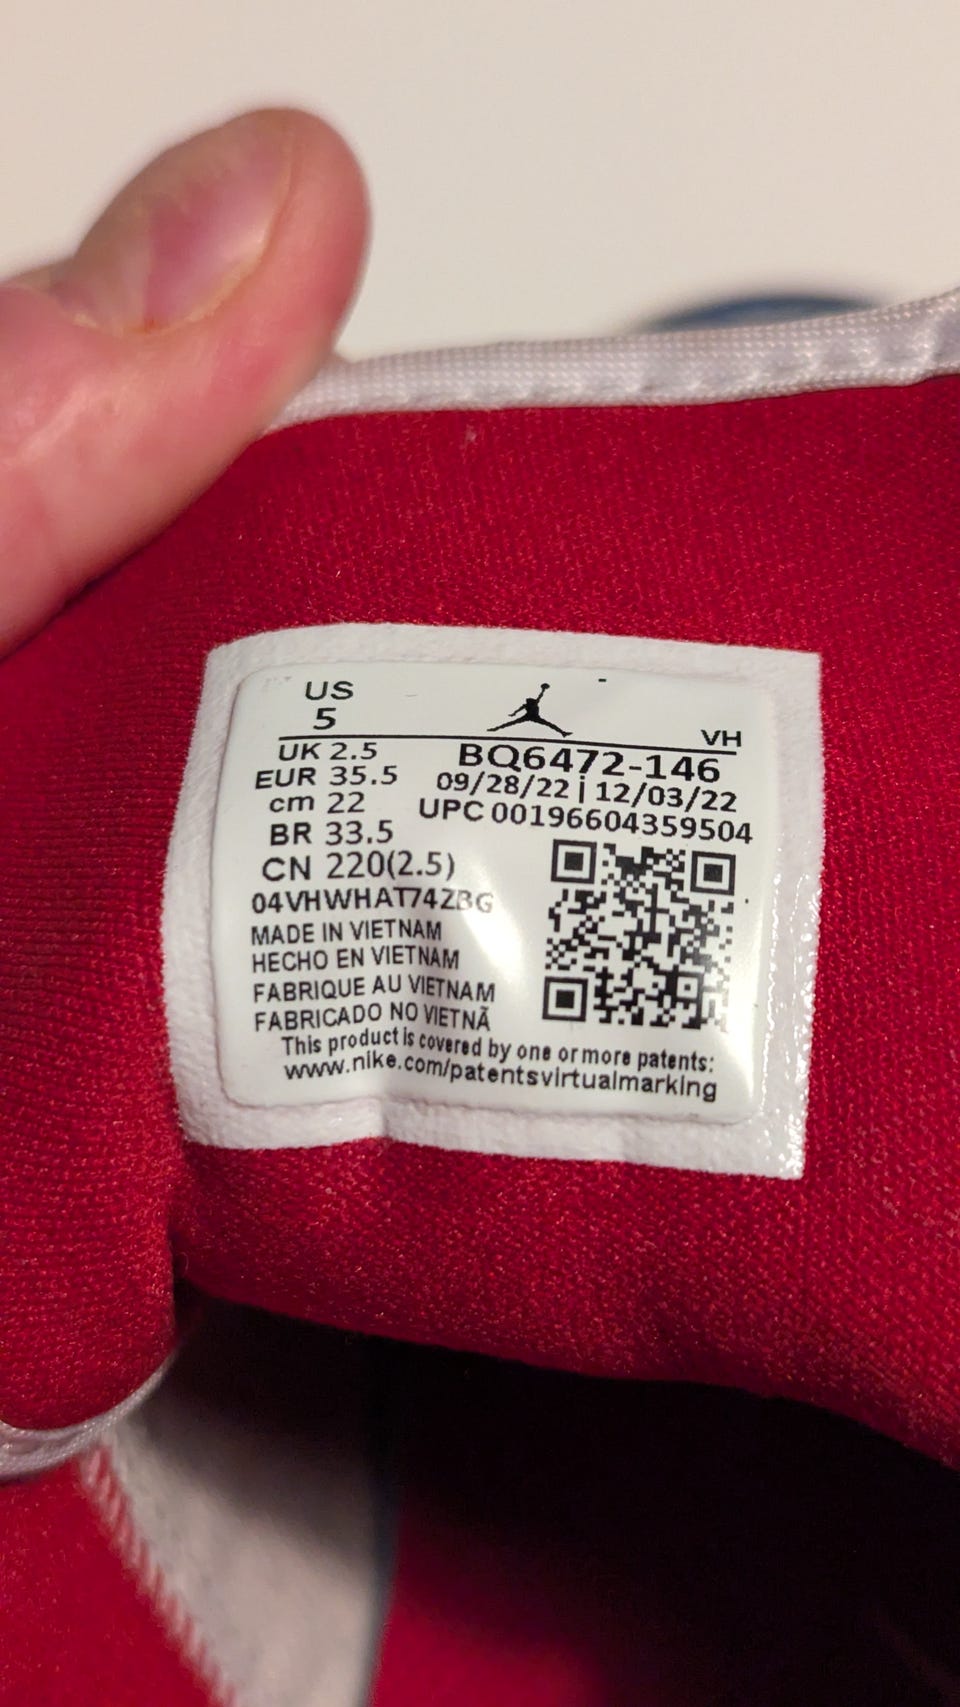 US
5
VH
UK 2.5
BQ6472-146
EUR 35.5
09/28/22 | 12/03/22
cm 22
UPC 00196604359504
BR 33.5
CN 220(2.5)
04VHWHAT74ZBG
MADE IN VIETNAM
HECHO EN VIETNAM
FABRIQUE AU VIETNAM
FABRICADO NO VIETNÃ
This product is covered by one or more patents:
www.nike.com/patentsvirtualmarking